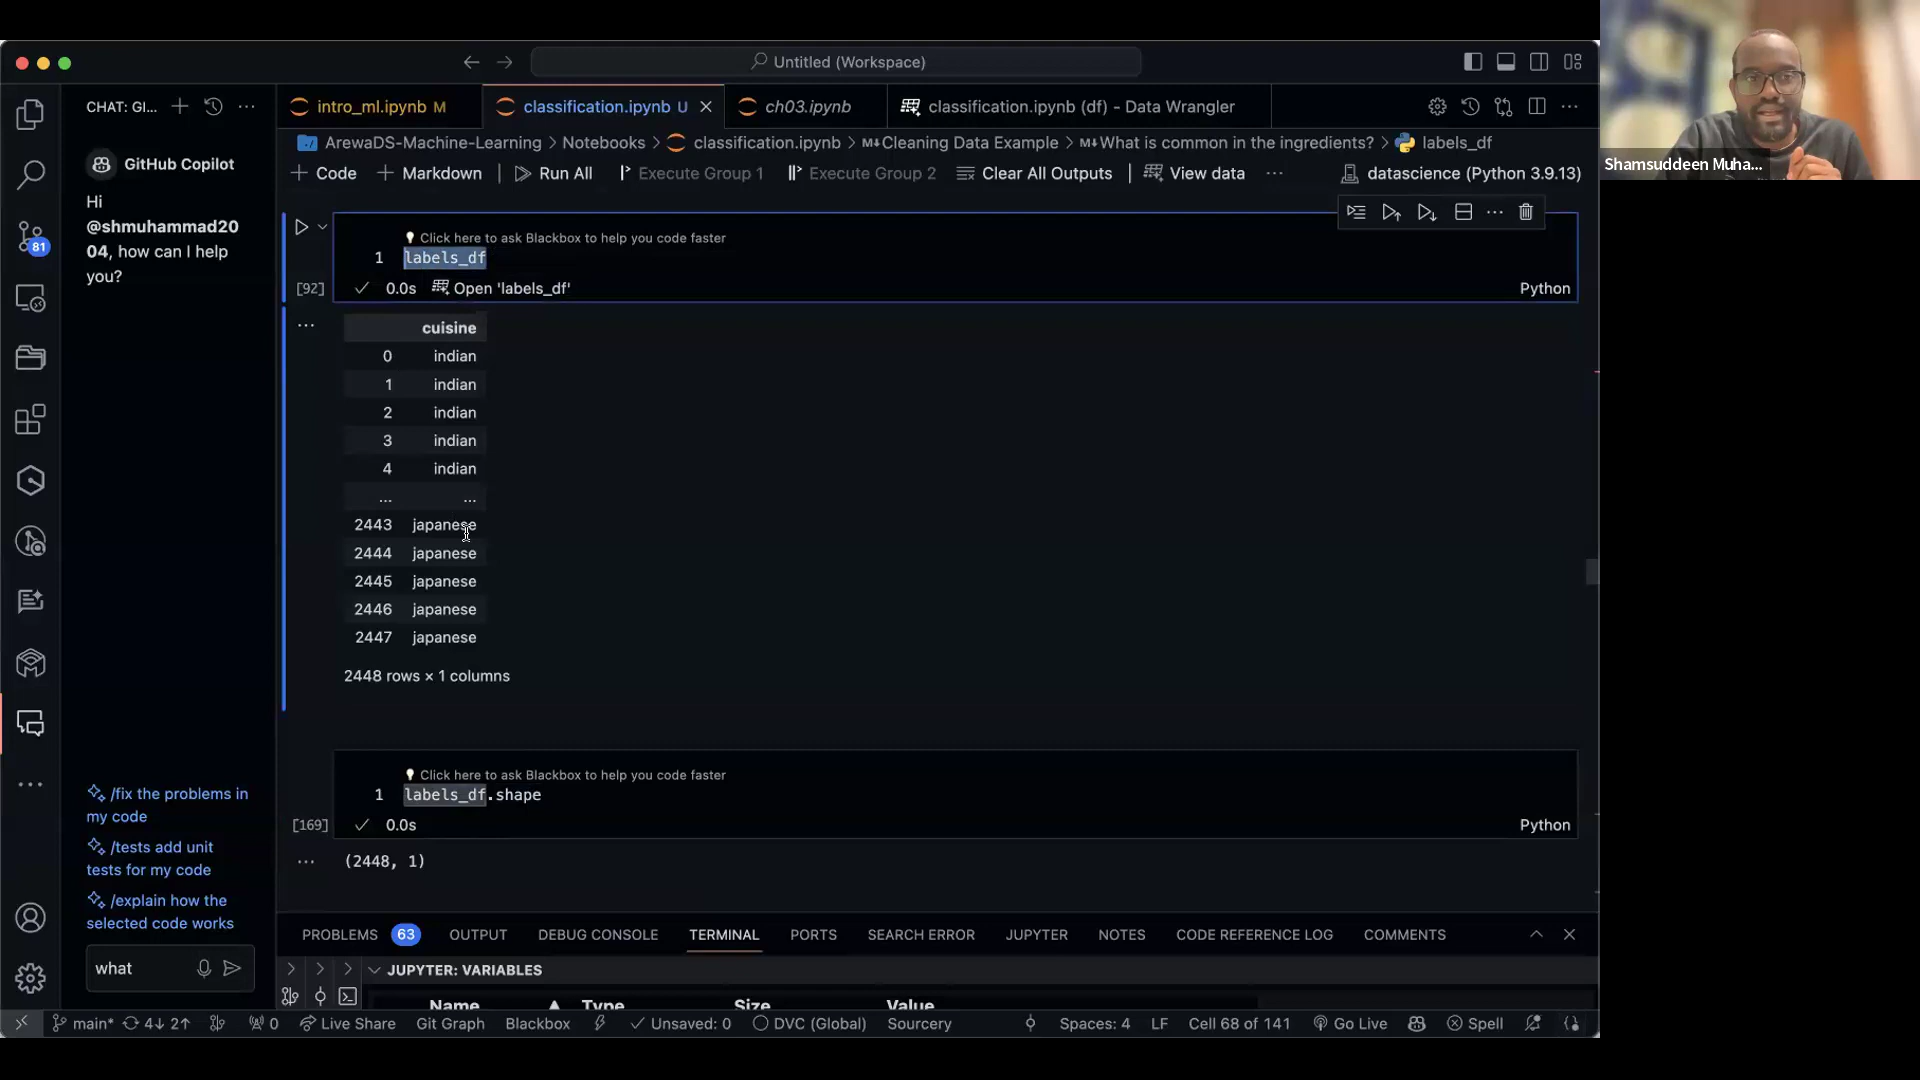 Untitled (Workspace)
CHAT: GI...
intro_ml.ipynb M
classification.ipynb U
ch03.ipynb
classification.ipynb (df) - Data Wrangler
ArewaDS-Machine-Learning > Notebooks > classification.ipynb > M↓Cleaning Data Example > M↓What is common in the ingredients? > labels_df
+ Code + Markdown Run All Execute Group 1 Execute Group 2 Clear All Outputs View data ... datascience (Python 3.9.13)
Shamsuddeen Muha...
GitHub Copilot
Hi
@shmuhammad20
04, how can I help
you?
81
Click here to ask Blackbox to help you code faster
1 labels_df
[92] 0.0s Open 'labels_df' Python
cuisine
0 indian
1 indian
2 indian
3 indian
4 indian
... ...
2443 japanese
2444 japanese
2445 japanese
2446 japanese
2447 japanese
2448 rows × 1 columns
Click here to ask Blackbox to help you code faster
1 labels_df.shape
[169] 0.0s Python
(2448, 1)
/fix the problems in
my code
/tests add unit
tests for my code
/explain how the
selected code works
what
PROBLEMS 63 OUTPUT DEBUG CONSOLE TERMINAL PORTS SEARCH ERROR JUPYTER NOTES CODE REFERENCE LOG COMMENTS
JUPYTER: VARIABLES
Name Type Size Value
main* 4↓ 2↑ 0 Live Share Git Graph Blackbox Unsaved: 0 DVC (Global) Sourcery Spaces: 4 LF Cell 68 of 141 Go Live Spell